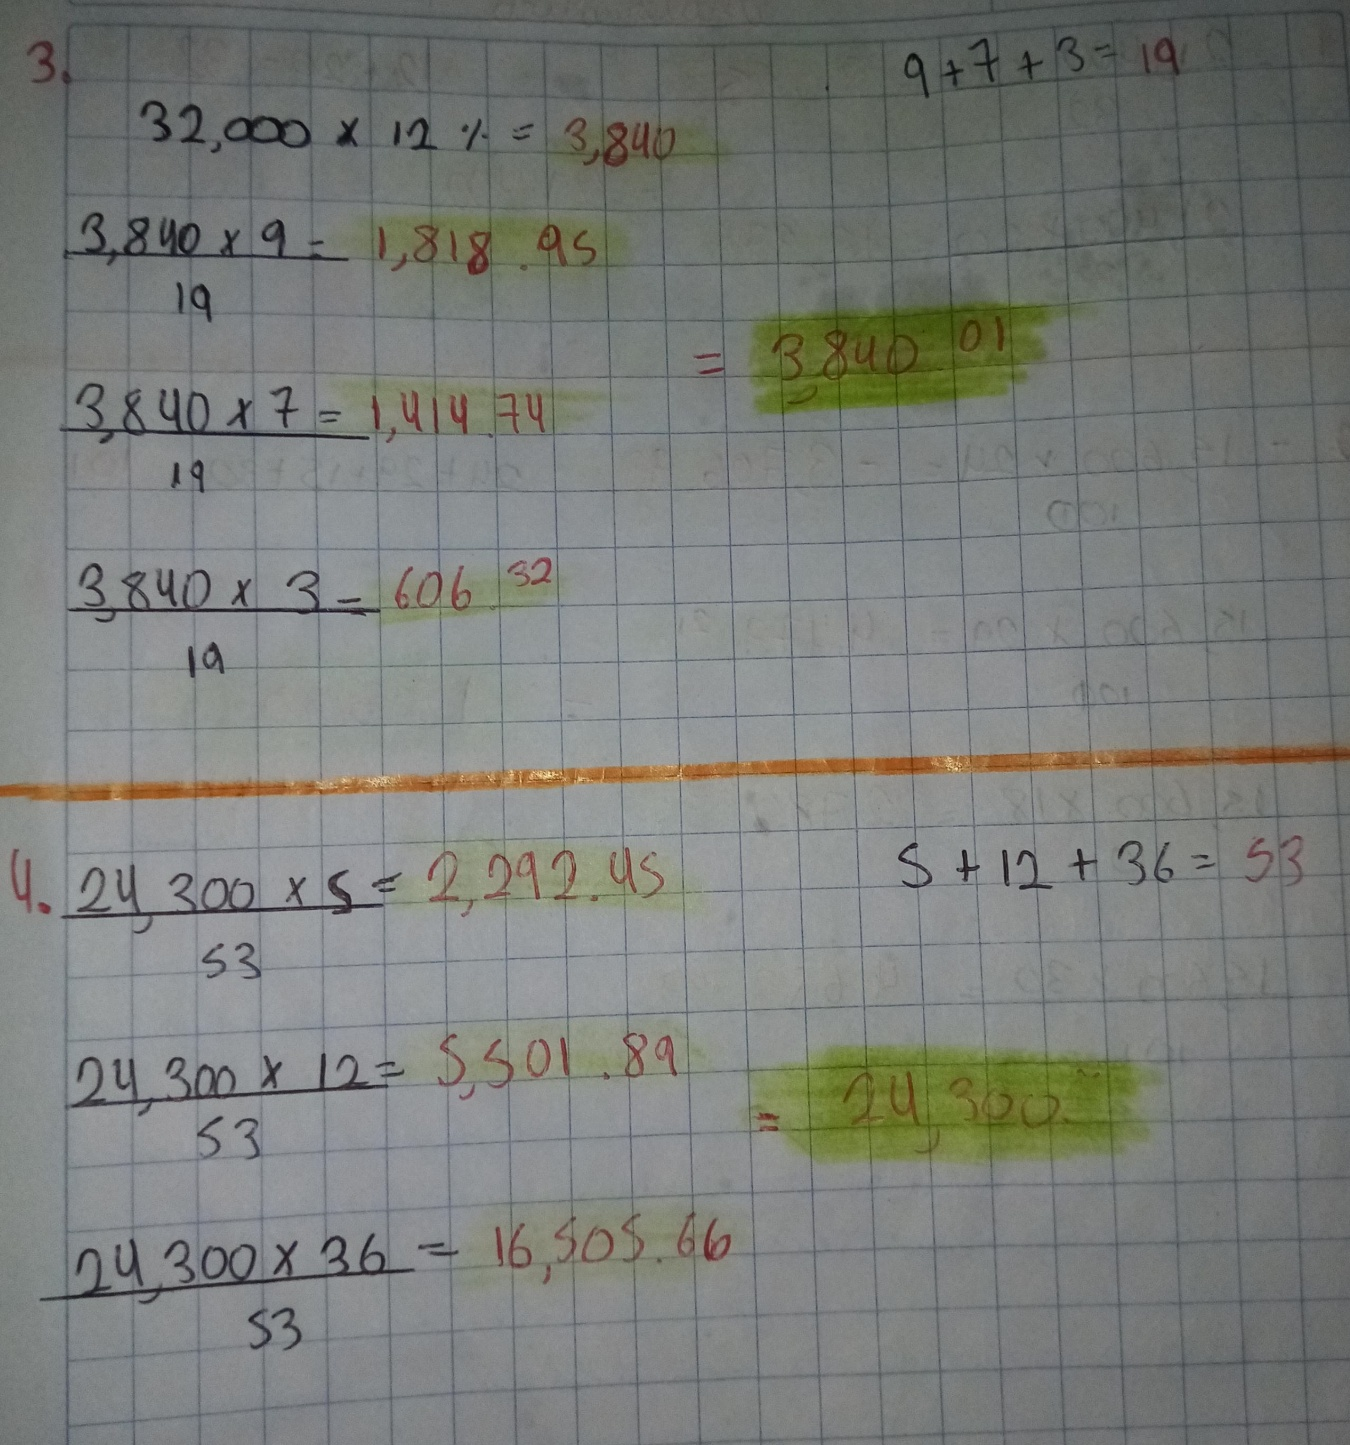 3.
9 + 7 + 3 = 19
32,000 x 12 % = 3,840
3,840 x 9 = 1,818.95
19
= 3,840 01
3,840 x 7 = 1,414.74
19
3,840 x 3 = 606.32
19
4. 24,300 x 5 = 2,292.45
5 + 12 + 36 = 53
53
24,300 x 12 = 5,501.89
53
= 24,300
24,300 x 36 = 16,505.66
53